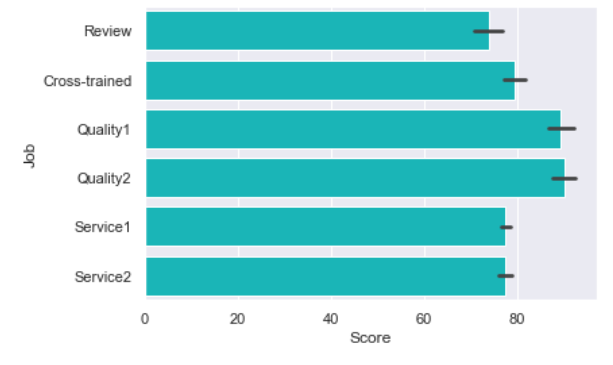 Review
Cross-trained
Quality1
Quality2
Service1
Service2
Job
0 20 40 60 80
Score